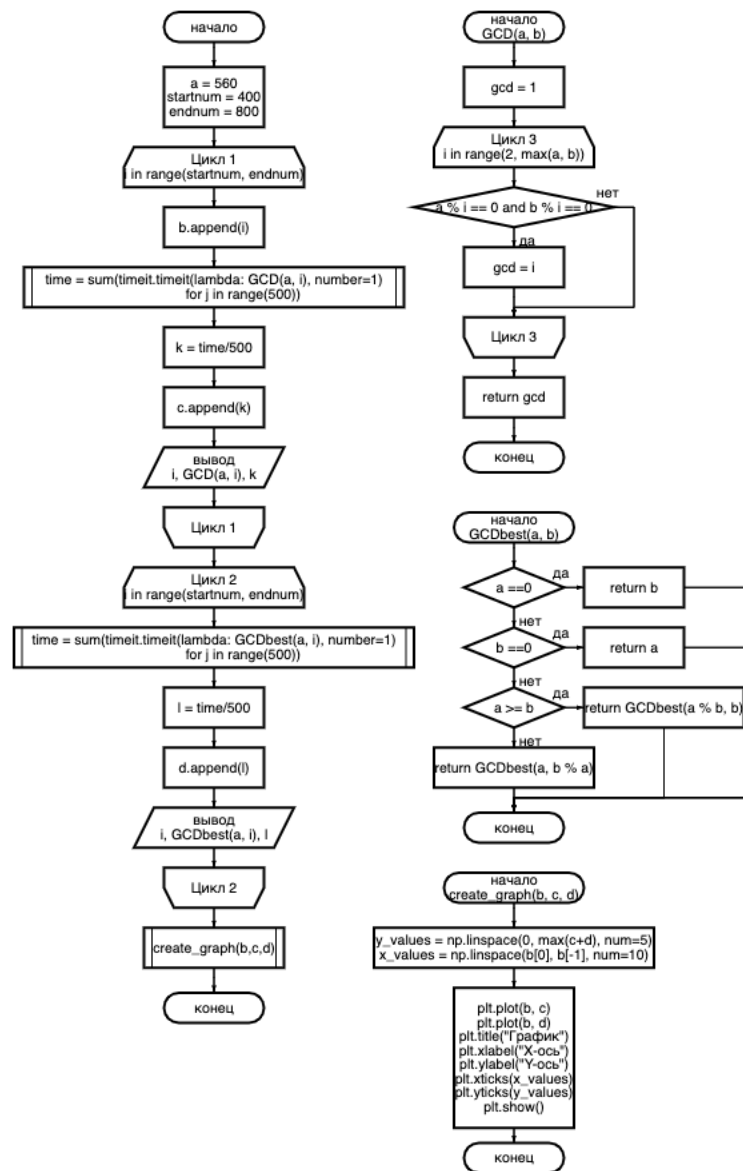 начало
a = 560
startnum = 400
endnum = 800
Цикл 1
i in range(startnum, endnum)
b.append(i)
time = sum(timeit.timeit(lambda: GCD(a, i), number=1)
for j in range(500))
k = time/500
c.append(k)
вывод
i, GCD(a, i), k
Цикл 1
Цикл 2
i in range(startnum, endnum)
time = sum(timeit.timeit(lambda: GCDbest(a, i), number=1)
for j in range(500))
l = time/500
d.append(l)
вывод
i, GCDbest(a, i), l
Цикл 2
create_graph(b,c,d)
конец
начало
GCD(a, b)
gcd = 1
Цикл 3
i in range(2, max(a, b))
нет
a % i == 0 and b % i == 0
да
gcd = i
Цикл 3
return gcd
конец
начало
GCDbest(a, b)
да
a ==0
return b
нет
да
b ==0
return a
нет
да
a >= b
return GCDbest(a % b, b)
нет
return GCDbest(a, b % a)
конец
начало
create_graph(b, c, d)
y_values = np.linspace(0, max(c+d), num=5)
x_values = np.linspace(b[0], b[-1], num=10)
plt.plot(b, c)
plt.plot(b, d)
plt.title("График")
plt.xlabel("X-ось")
plt.ylabel("Y-ось")
plt.xticks(x_values)
plt.yticks(y_values)
plt.show()
конец